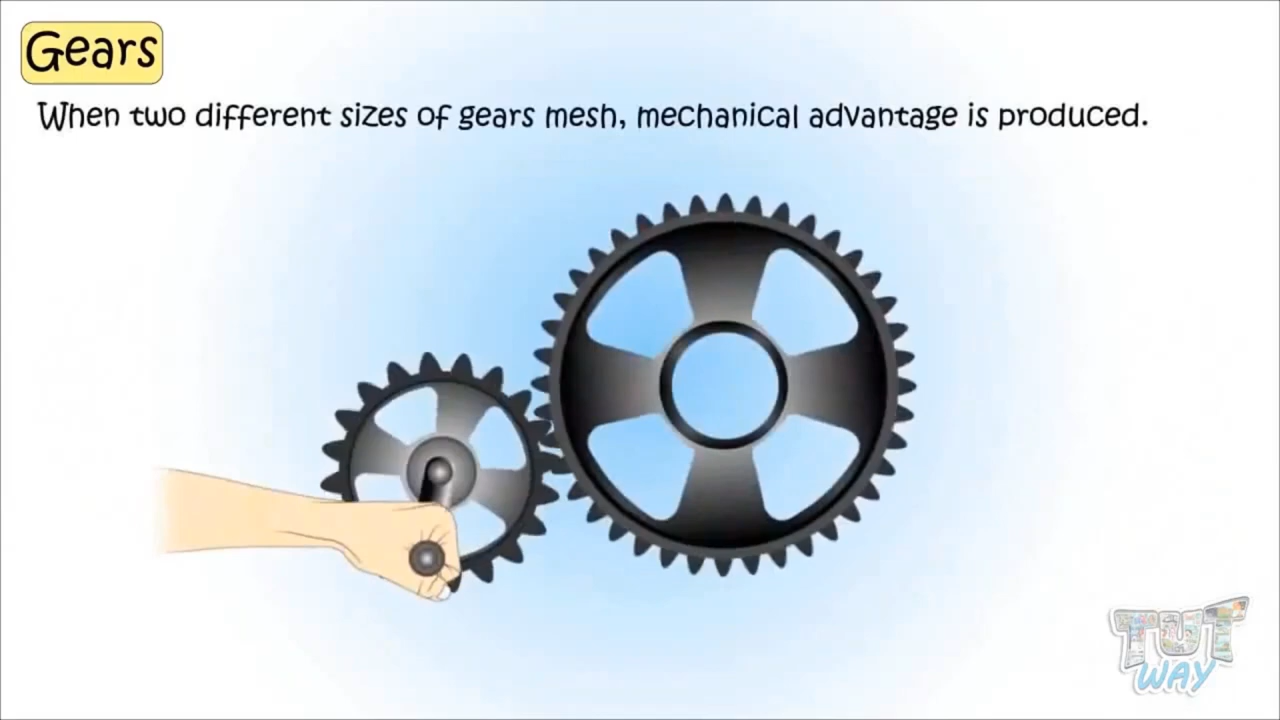 Gears
When two different sizes of gears mesh, mechanical advantage is produced.
TUT
WAY